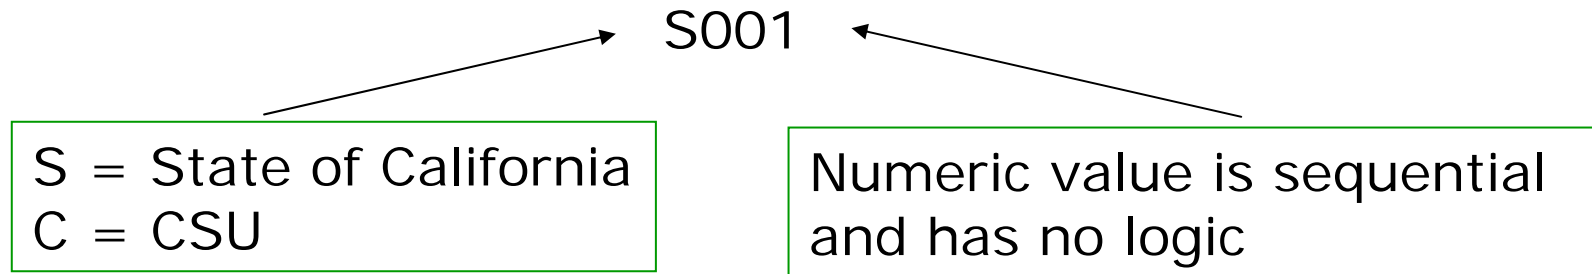 S001
S = State of California
C = CSU
Numeric value is sequential
and has no logic